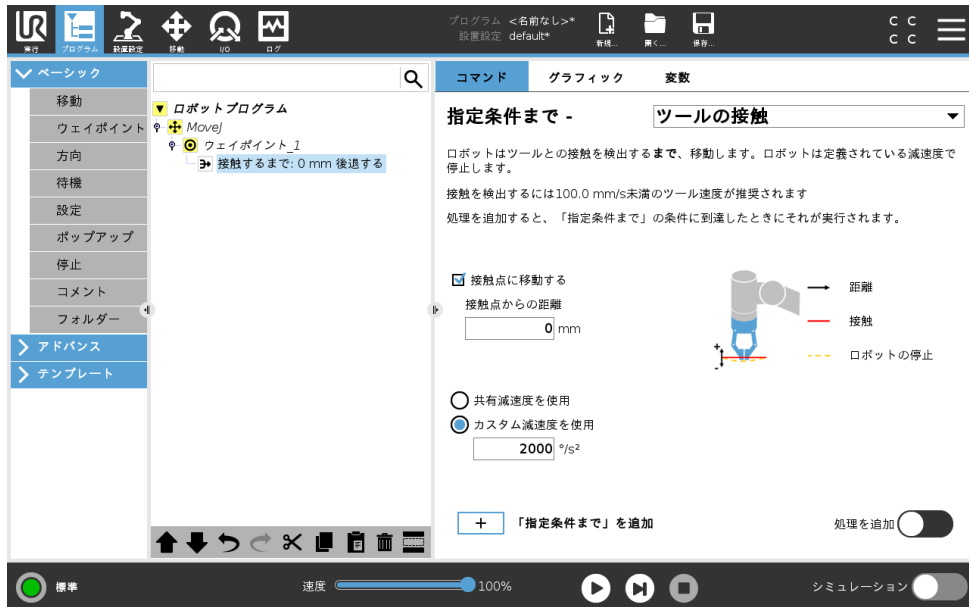 UR
実行
プログラム
設置設定
移動
I/O
ログ
プログラム <名前なし>*
設置設定 default*
新規...
開く...
保存...
C C
C C
ベーシック
移動
ウェイポイント
方向
待機
設定
ポップアップ
停止
コメント
フォルダー
アドバンス
テンプレート
ロボットプログラム
MoveJ
ウェイポイント_1
接触するまで: 0 mm 後退する
コマンド
グラフィック
変数
指定条件まで - ツールの接触
ロボットはツールとの接触を検出するまで、移動します。ロボットは定義されている減速度で
停止します。
接触を検出するには100.0 mm/s未満のツール速度が推奨されます
処理を追加すると、「指定条件まで」の条件に到達したときにそれが実行されます。
接触点に移動する
接触点からの距離
0 mm
+
-
距離
接触
ロボットの停止
共有減速度を使用
カスタム減速度を使用
2000 °/s²
+ 「指定条件まで」を追加
処理を追加
標準
速度
100%
シミュレーション